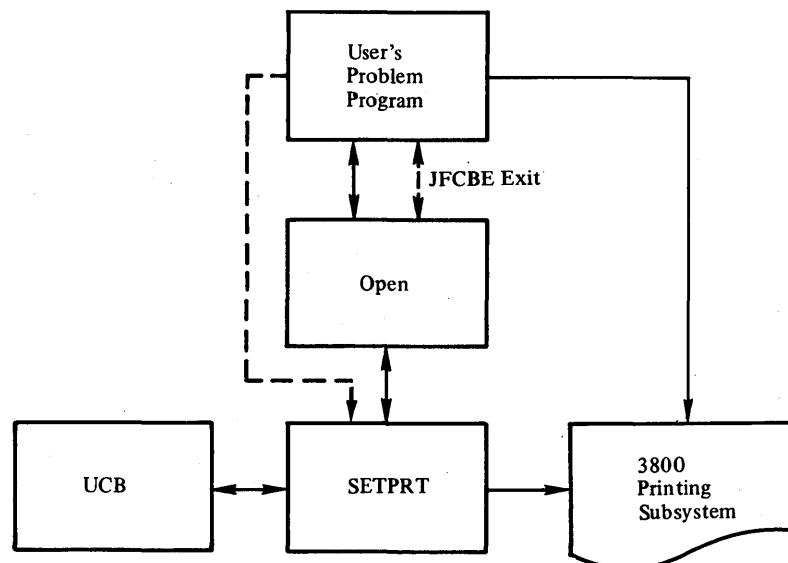 User's
Problem
Program
JFCBE Exit
Open
UCB
SETPRT
3800
Printing
Subsystem